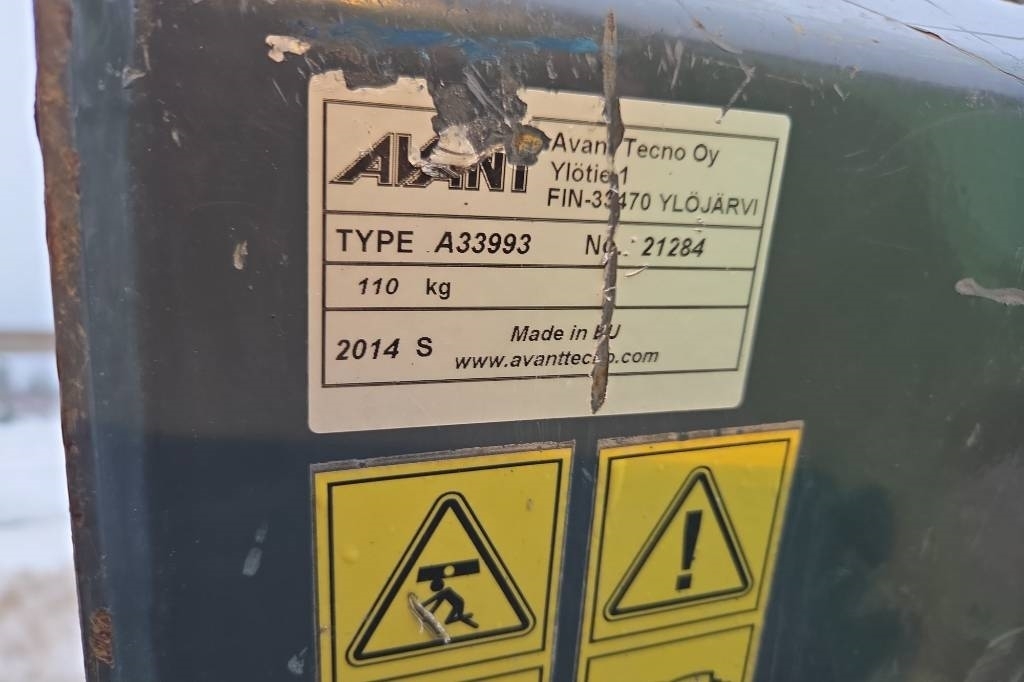 AVANT
Avant Tecno Oy
Ylötie 1
FIN-33470 YLÖJÄRVI
TYPE A33993 No.: 21284
110 kg
2014 S Made in EU
www.avanttecno.com